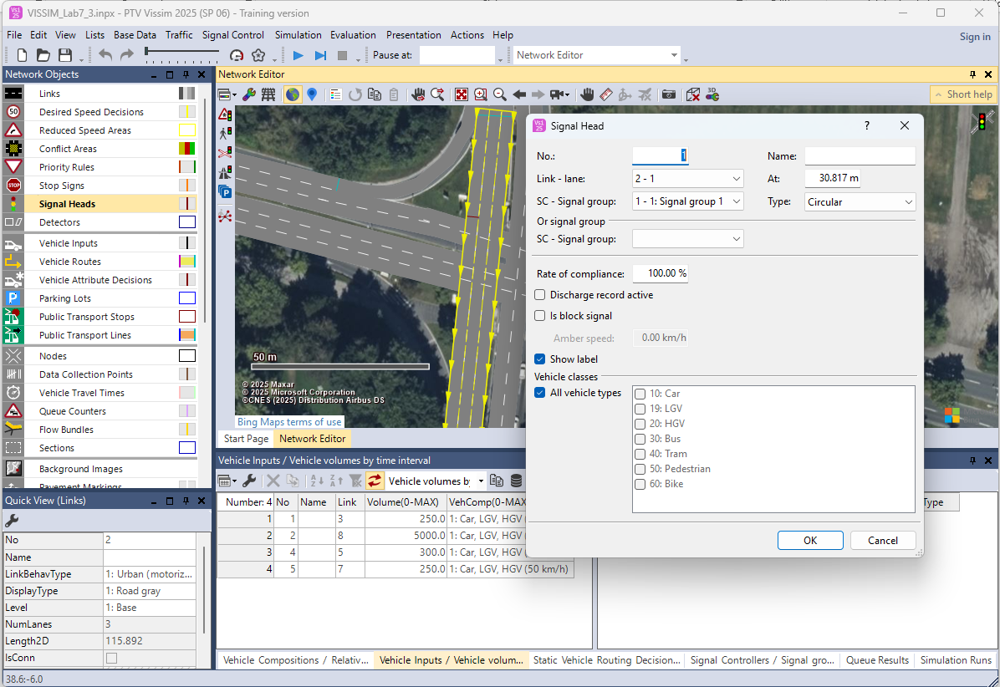 VISSIM_Lab7_3.inpx - PTV Vissim 2025 (SP 06) - Training version
File Edit View Lists Base Data Traffic Signal Control Simulation Evaluation Presentation Actions Help
Sign in
Pause at:
Network Editor
Network Objects
Links
Desired Speed Decisions
Reduced Speed Areas
Conflict Areas
Priority Rules
Stop Signs
Signal Heads
Detectors
Vehicle Inputs
Vehicle Routes
Vehicle Attribute Decisions
Parking Lots
Public Transport Stops
Public Transport Lines
Nodes
Data Collection Points
Vehicle Travel Times
Queue Counters
Flow Bundles
Sections
Background Images
Pavement Markings
Quick View (Links)
No 2
Name
LinkBehavType 1: Urban (motoriz...
DisplayType 1: Road gray
Level 1: Base
NumLanes 3
Length2D 115.892
IsConn
38.6:-6.0
Network Editor
Short help
50 m
© 2025 Maxar
© 2025 Microsoft Corporation
©CNES (2025) Distribution Airbus DS
Bing Maps terms of use
Start Page Network Editor
Signal Head
?
No.: 1
Name:
Link - lane: 2 - 1
At: 30.817 m
SC - Signal group: 1 - 1: Signal group 1
Type: Circular
Or signal group
SC - Signal group:
Rate of compliance: 100.00 %
Discharge record active
Is block signal
Amber speed: 0.00 km/h
Show label
Vehicle classes
All vehicle types
10: Car
19: LGV
20: HGV
30: Bus
40: Tram
50: Pedestrian
60: Bike
OK Cancel
Vehicle Inputs / Vehicle volumes by time interval
Vehicle volumes by
Number: 4 No Name Link Volume(0-MAX) VehComp(0-MAX
Type
1 1 3 250.0 1: Car, LGV, HGV (
2 2 8 5000.0 1: Car, LGV, HGV (
3 4 5 300.0 1: Car, LGV, HGV (
4 5 7 250.0 1: Car, LGV, HGV (50 km/h)
Vehicle Compositions / Relativ...
Vehicle Inputs / Vehicle volum...
Static Vehicle Routing Decision...
Signal Controllers / Signal gro...
Queue Results
Simulation Runs